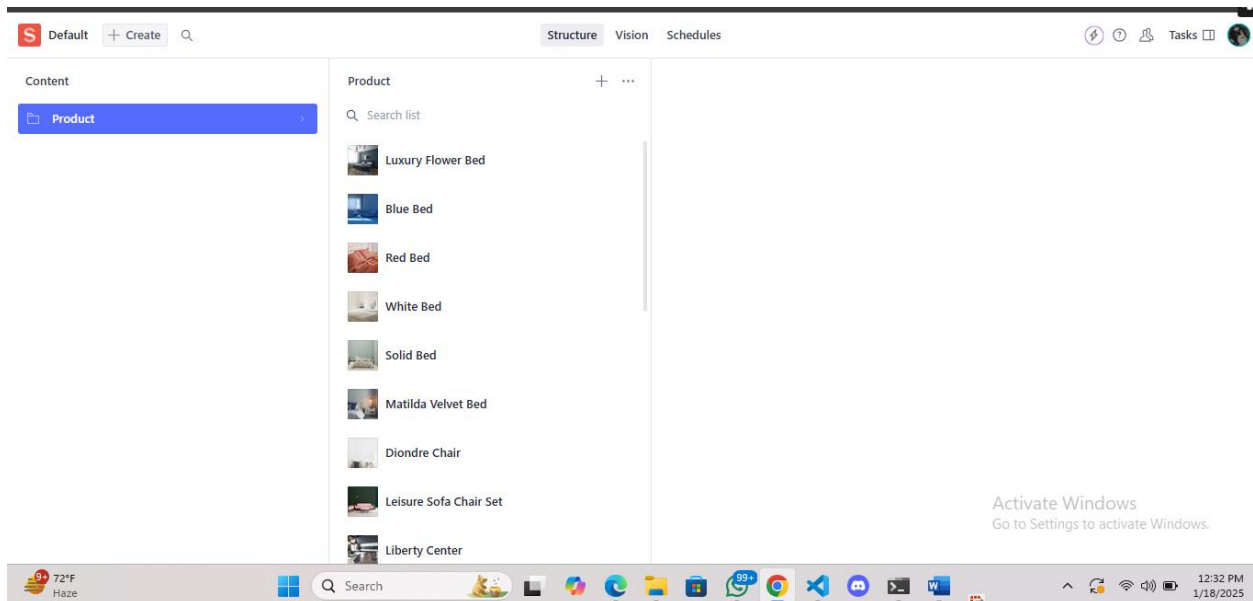 S Default + Create Structure Vision Schedules Tasks
Content
Product
Product
Search list
Luxury Flower Bed
Blue Bed
Red Bed
White Bed
Solid Bed
Matilda Velvet Bed
Diondre Chair
Leisure Sofa Chair Set
Liberty Center
Activate Windows
Go to Settings to activate Windows.
9+ 72°F
Haze
Search
99+
W
12:32 PM
1/18/2025